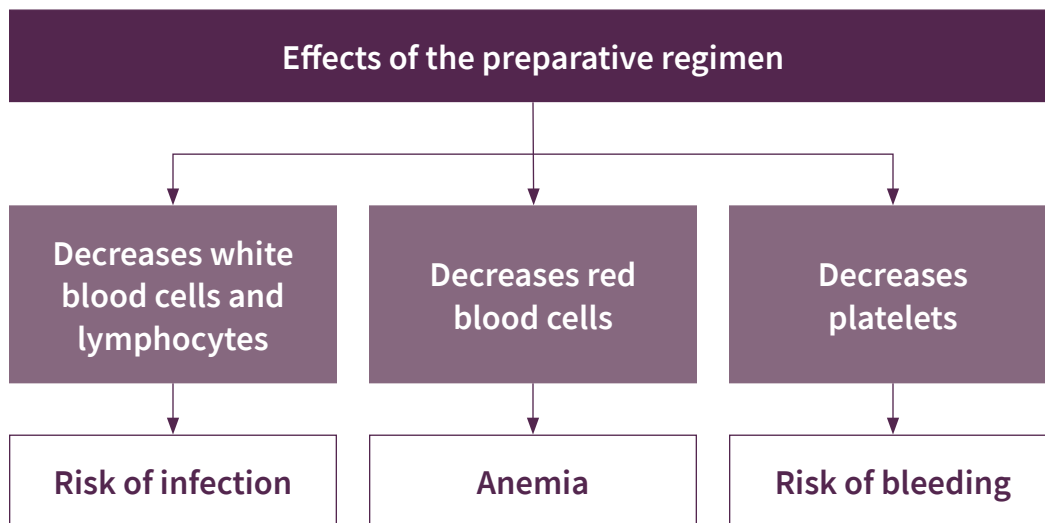 Effects of the preparative regimen
Decreases white
blood cells and
lymphocytes
Decreases red
blood cells
Decreases
platelets
Risk of infection
Anemia
Risk of bleeding